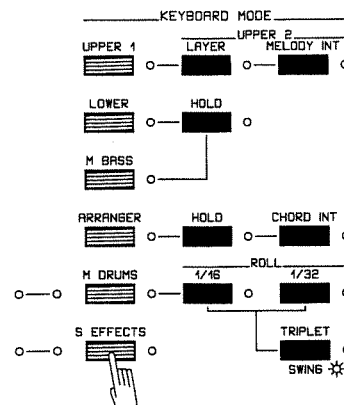 KEYBOARD MODE
UPPER 2
UPPER 1 LAYER MELODY INT
LOWER HOLD
M BASS
ARRANGER HOLD CHORD INT
ROLL
M DRUMS 1/16 1/32
S EFFECTS TRIPLET
SWING